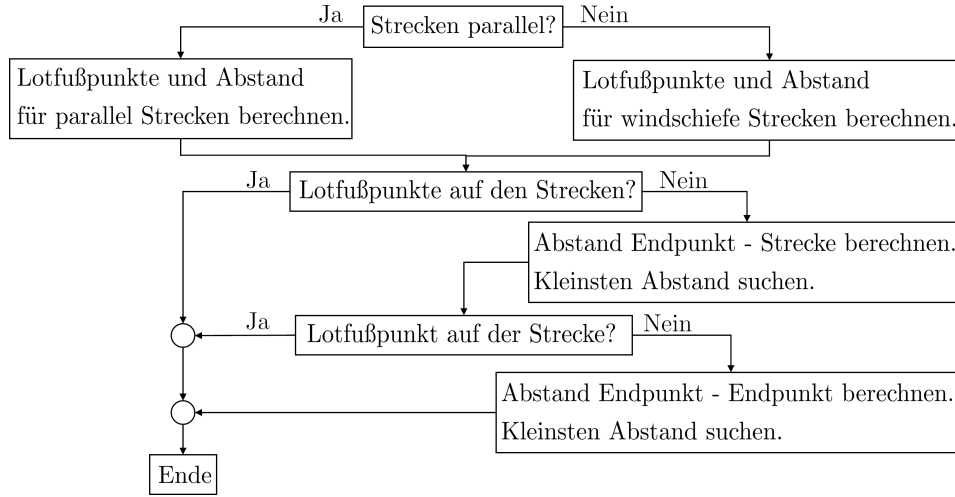 Ja
Strecken parallel?
Nein
Lotfußpunkte und Abstand
für parallel Strecken berechnen.
Lotfußpunkte und Abstand
für windschiefe Strecken berechnen.
Ja
Lotfußpunkte auf den Strecken?
Nein
Abstand Endpunkt - Strecke berechnen.
Kleinsten Abstand suchen.
Ja
Lotfußpunkt auf der Strecke?
Nein
Abstand Endpunkt - Endpunkt berechnen.
Kleinsten Abstand suchen.
Ende